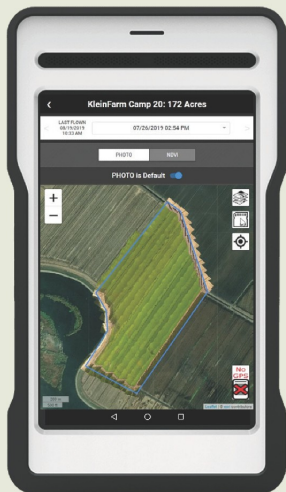 KleinFarm Camp 20: 172 Acres
LAST FLOWN
08/19/2019
10:33 AM
07/26/2019 02:54 PM
PHOTO
NDVI
PHOTO is Default
+
−
No
GPS